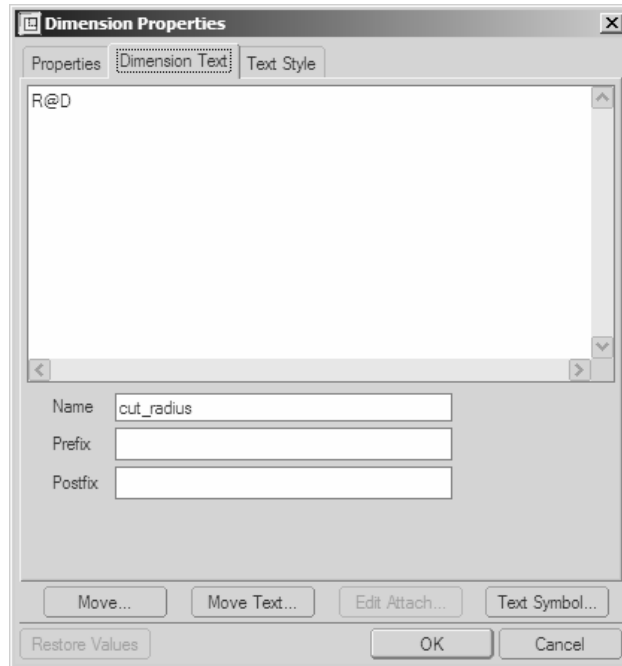 Dimension Properties
Properties Dimension Text Text Style
R@D
Name cut_radius
Prefix
Postfix
Move... Move Text... Edit Attach... Text Symbol...
Restore Values OK Cancel